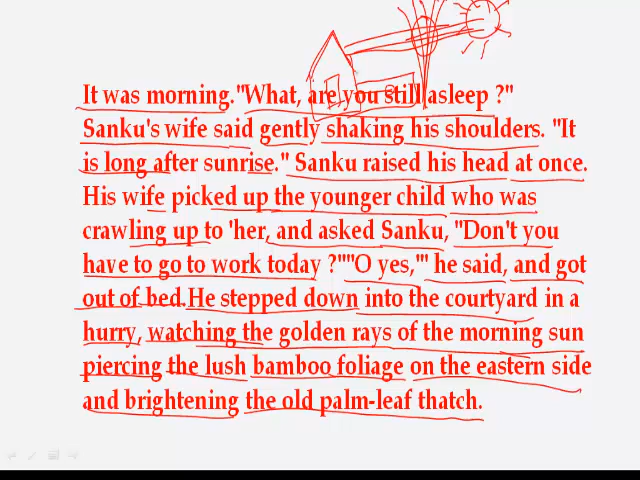 It was morning."What, are you still asleep ?"
Sanku's wife said gently shaking his shoulders. "It
is long after sunrise." Sanku raised his head at once.
His wife picked up the younger child who was
crawling up to 'her, and asked Sanku, "Don't you
have to go to work today ?""O yes,'" he said, and got
out of bed.He stepped down into the courtyard in a
hurry, watching the golden rays of the morning sun
piercing the lush bamboo foliage on the eastern side
and brightening the old palm-leaf thatch.